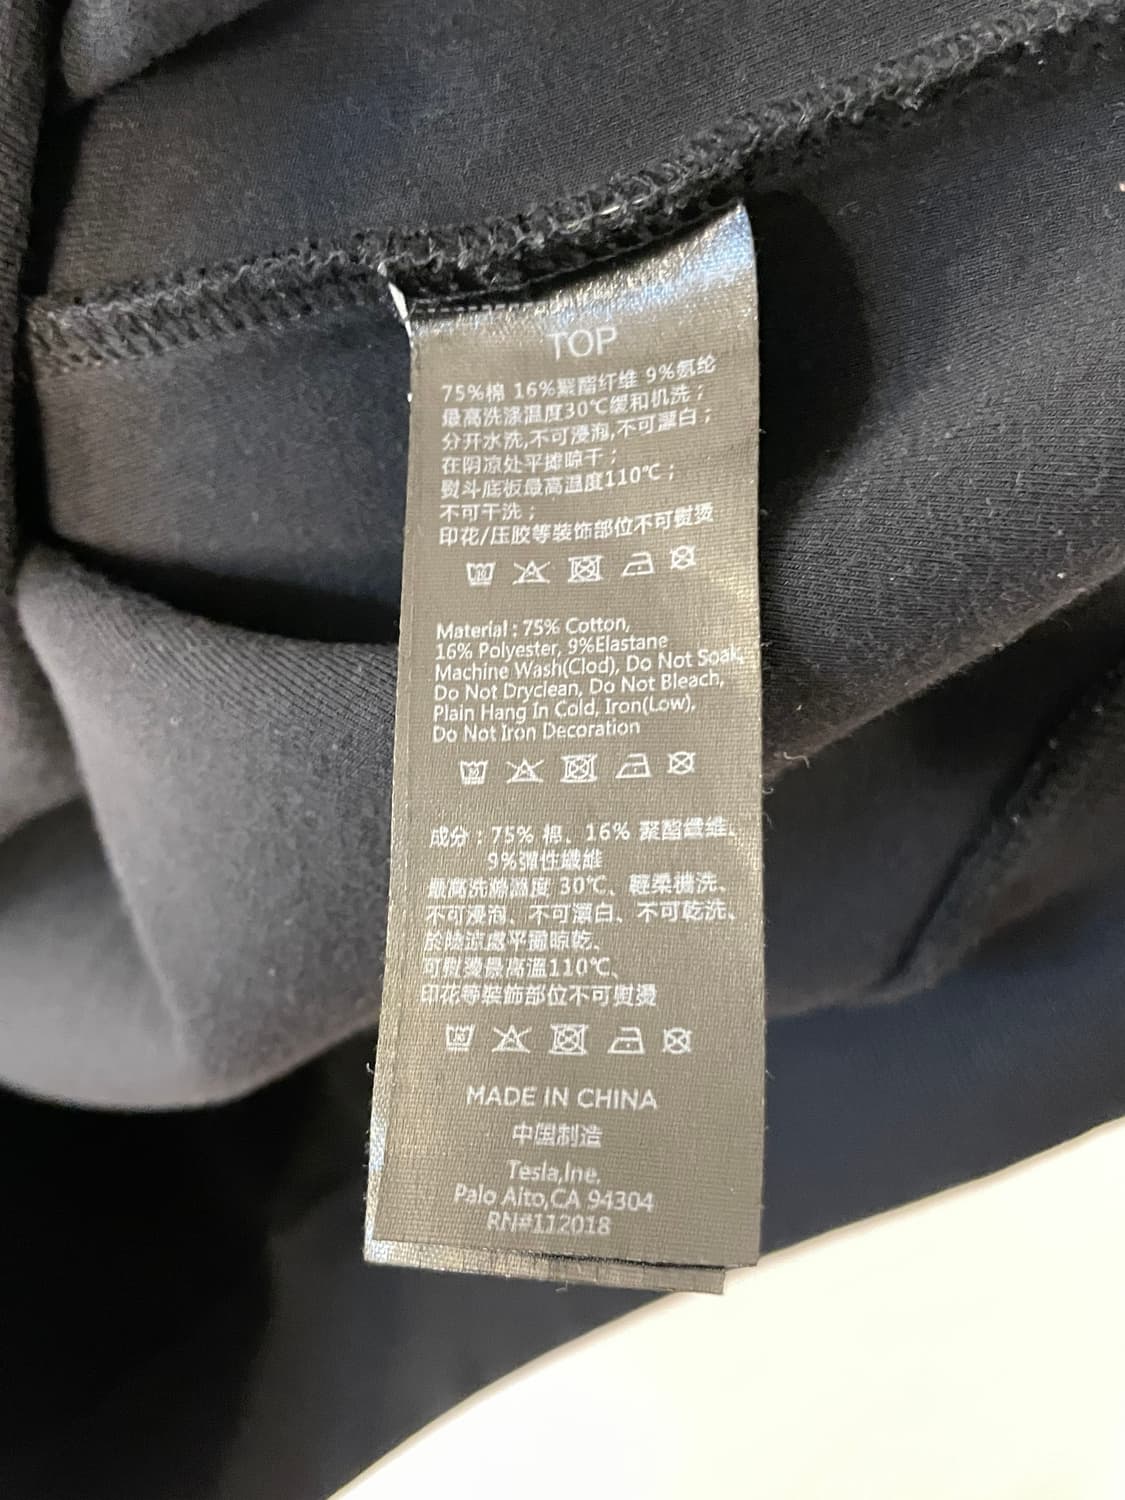 TOP
75%棉 16%聚酯纤维 9%氨纶
最高洗涤温度30℃缓和机洗；
分开水洗,不可浸泡,不可漂白；
在阴凉处平摊晾干；
熨斗底板最高温度110℃；
不可干洗；
印花/压胶等装饰部位不可熨烫
30
Material : 75% Cotton,
16% Polyester, 9%Elastane
Machine Wash(Clod), Do Not Soak,
Do Not Dryclean, Do Not Bleach,
Plain Hang In Cold, Iron(Low),
Do Not Iron Decoration
30
成分：75% 棉、16% 聚酯纖維、
9%彈性纖維
最高洗滌溫度 30℃、輕柔機洗、
不可浸泡、不可漂白、不可乾洗、
於陰涼處平攤晾乾、
可熨燙最高溫110℃、
印花等裝飾部位不可熨燙
30
MADE IN CHINA
中国制造
Tesla,Ine,
Palo Aito,CA 94304
RN#112018